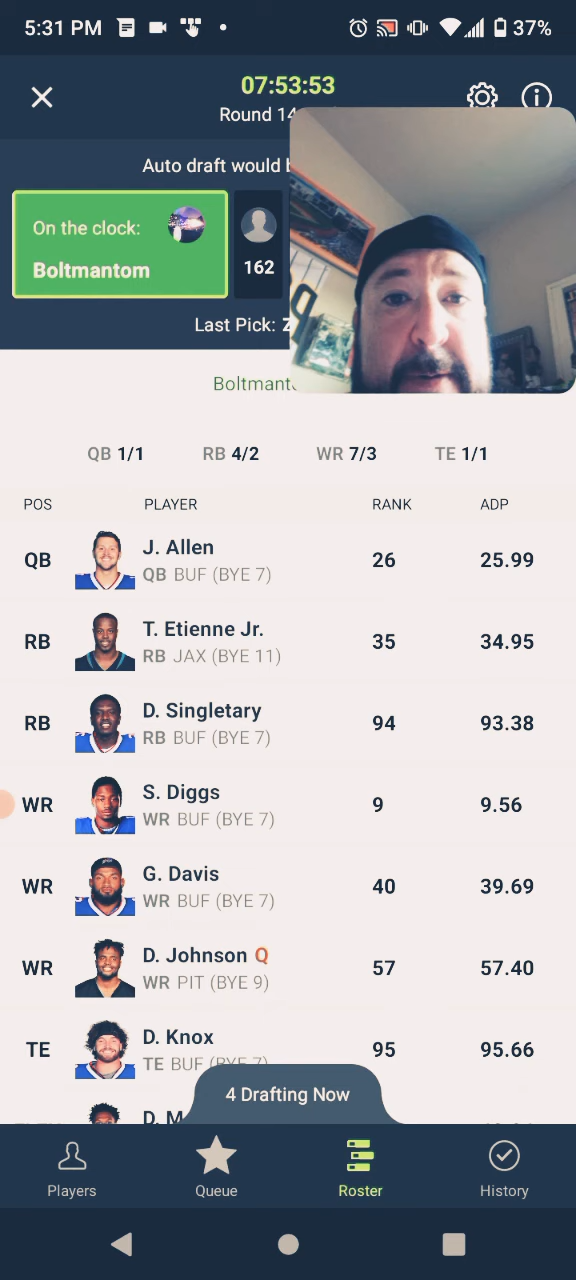 5:31 PM 37%
07:53:53
Round 14
Auto draft would
On the clock:
Boltmantom
162
Last Pick:
QB 1/1 RB 4/2 WR 7/3 TE 1/1
POS PLAYER RANK ADP
QB J. Allen 26 25.99
QB BUF (BYE 7)
RB T. Etienne Jr. 35 34.95
RB JAX (BYE 11)
RB D. Singletary 94 93.38
RB BUF (BYE 7)
WR S. Diggs 9 9.56
WR BUF (BYE 7)
WR G. Davis 40 39.69
WR BUF (BYE 7)
WR D. Johnson Q 57 57.40
WR PIT (BYE 9)
TE D. Knox 95 95.66
TE BUF (BYE 7)
D. M
4 Drafting Now
Players Queue Roster History